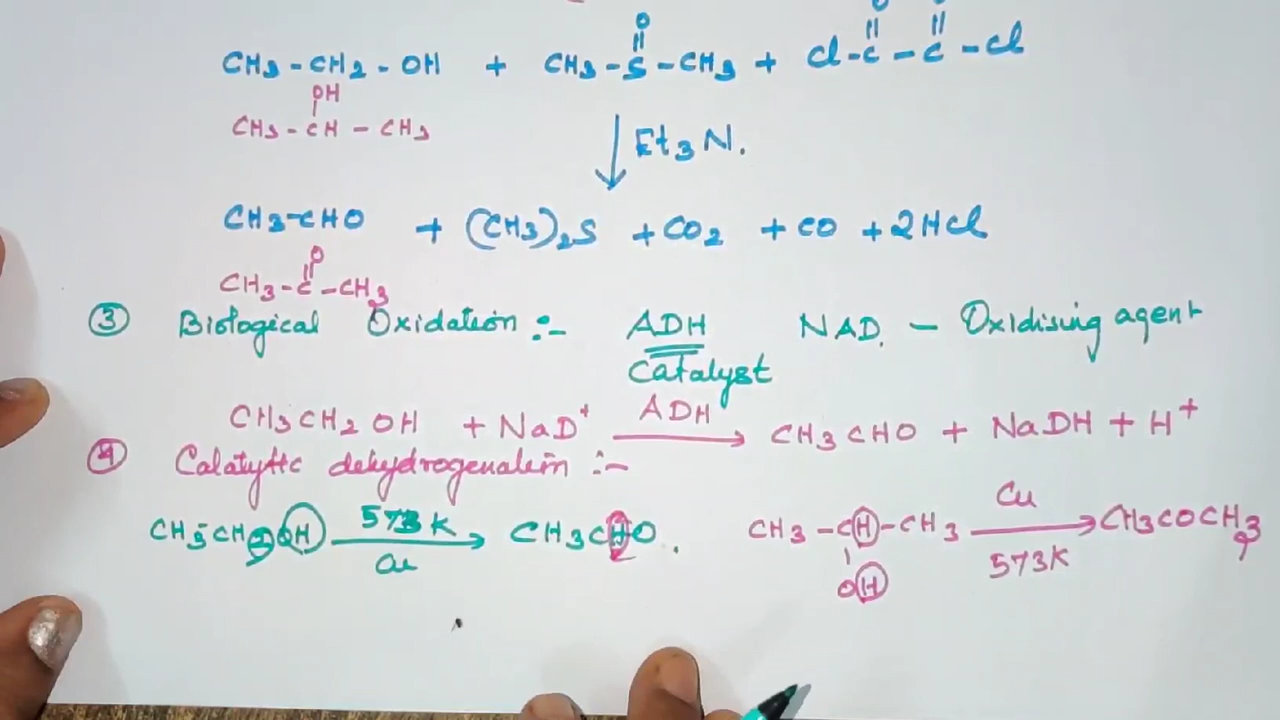 O O O
|| || ||
CH3 - CH2 - OH + CH3 - S - CH3 + Cl - C - C - Cl
OH
|
CH3 - CH - CH3
↓ Et3N.
CH3-CHO + (CH3)2S + CO2 + CO + 2HCl
O
||
CH3 - C - CH3
③ Biological Oxidation :- ADH NAD. - Oxidising agent
Catalyst
CH3CH2OH + NaD+ ADH → CH3CHO + NaDH + H+
④ Catalytic dehydrogenation :-
CH3CH2OH 573K → CH3CHO.
Cu
CH3 - CH - CH3 Cu → CH3COCH3
| 573K
OH